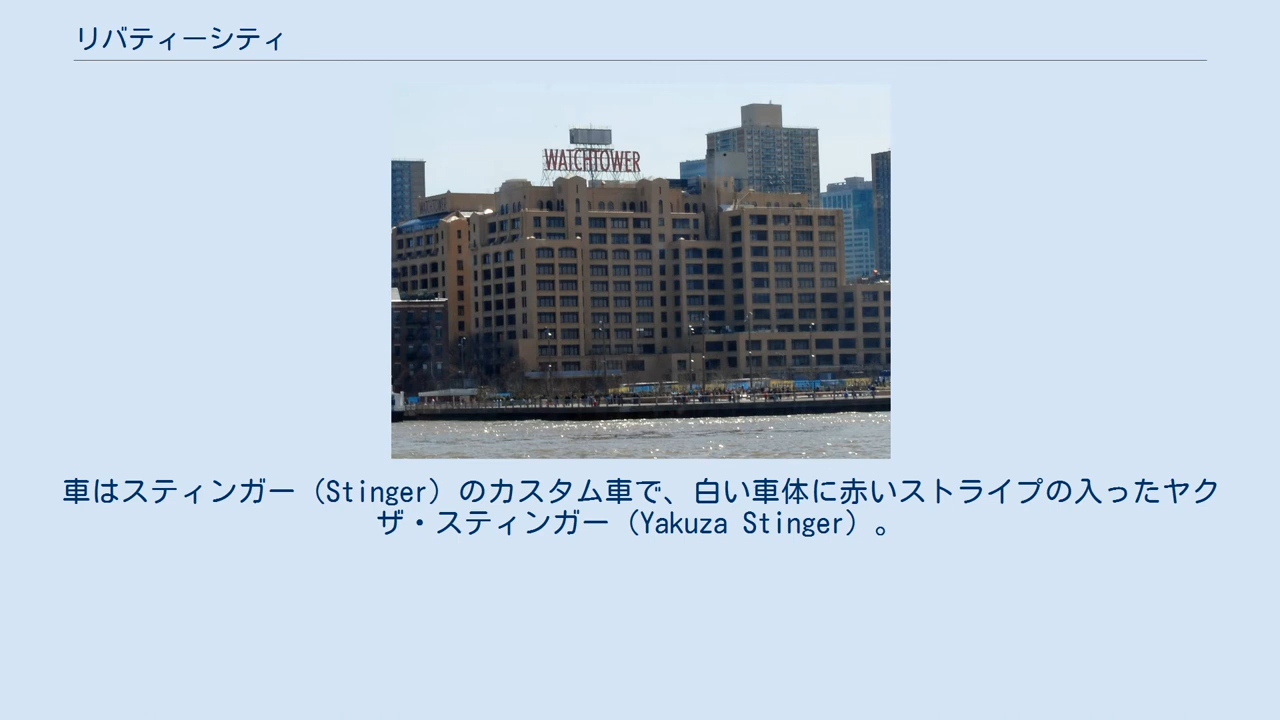 リバティーシティ
WATCHTOWER
車はスティンガー（Stinger）のカスタム車で、白い車体に赤いストライプの入ったヤク
ザ・スティンガー（Yakuza Stinger）。